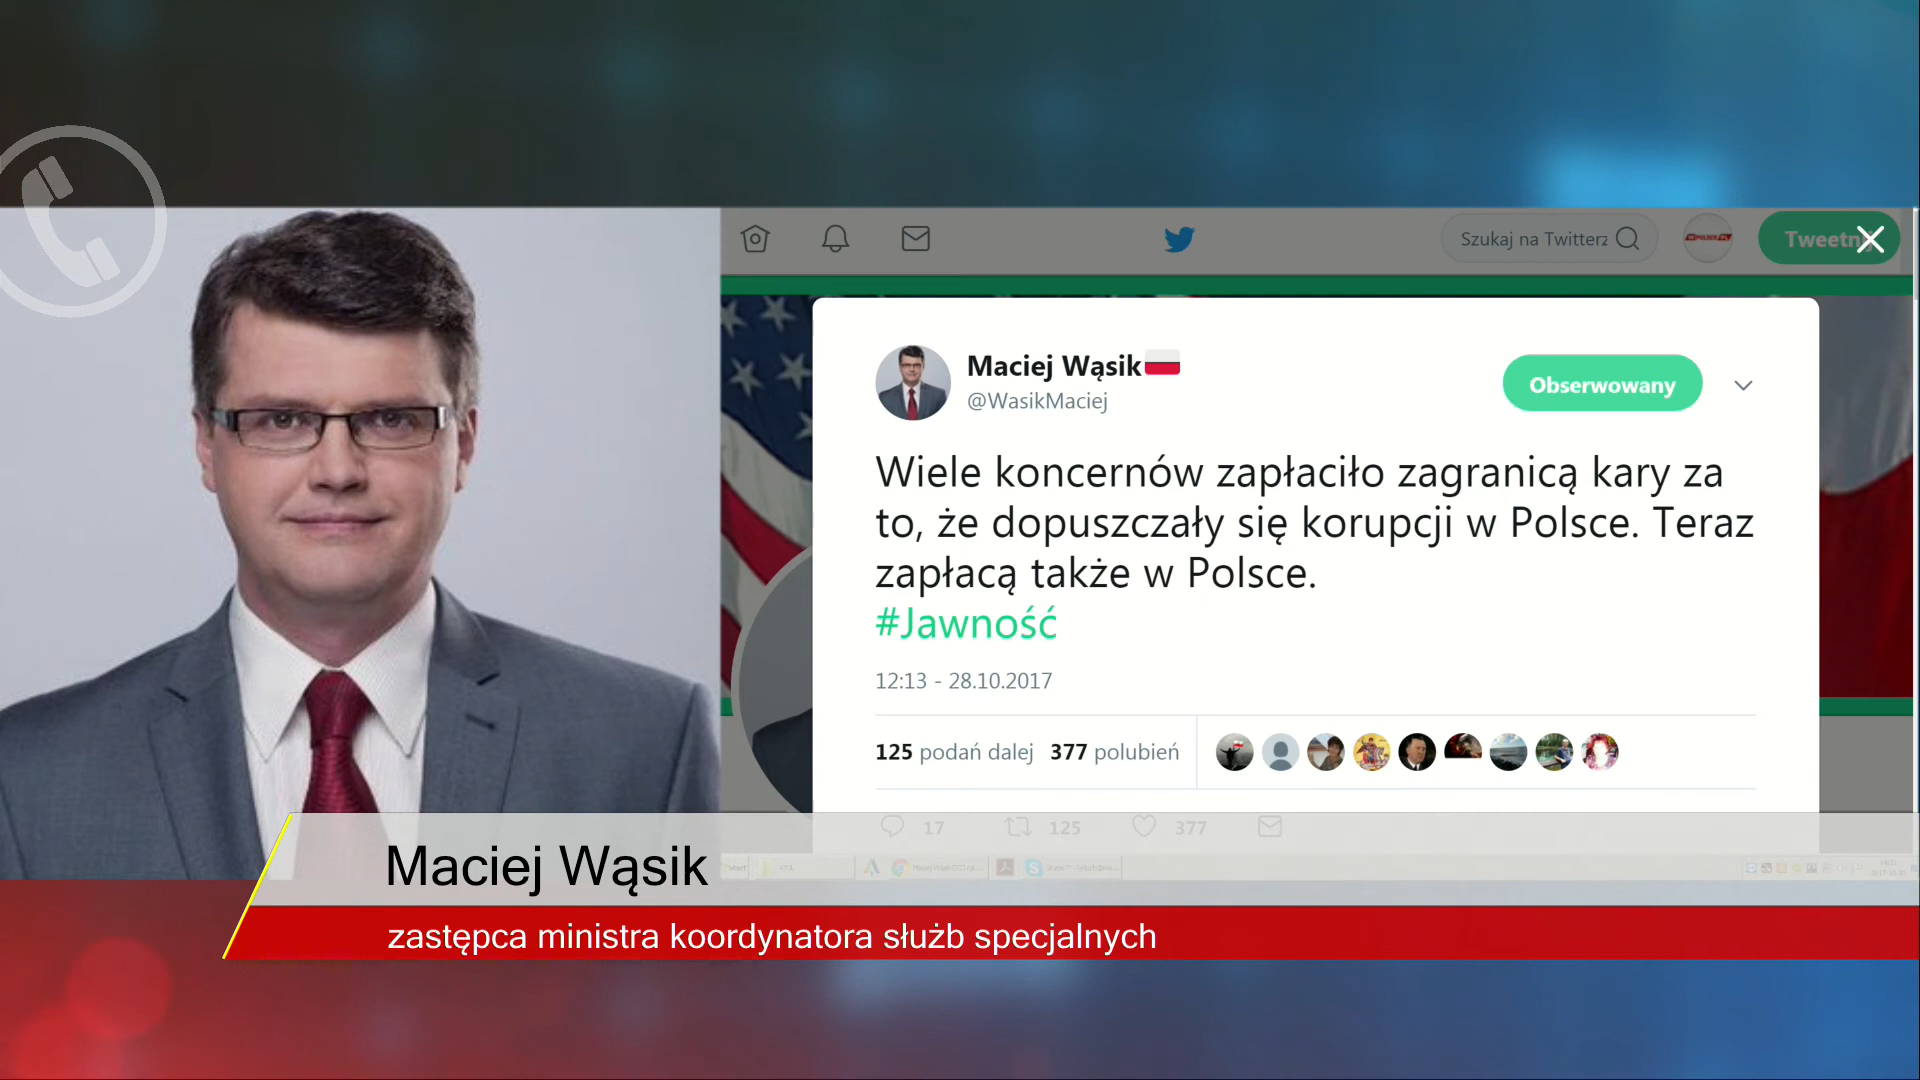 Szukaj na Twitterz
Tweetn
Maciej Wąsik
@WasikMaciej
Obserwowany
Wiele koncernów zapłaciło zagranicą kary za
to, że dopuszczały się korupcji w Polsce. Teraz
zapłacą także w Polsce.
#Jawność
12:13 - 28.10.2017
125 podań dalej 377 polubień
17 125 377
Maciej Wąsik
zastępca ministra koordynatora służb specjalnych